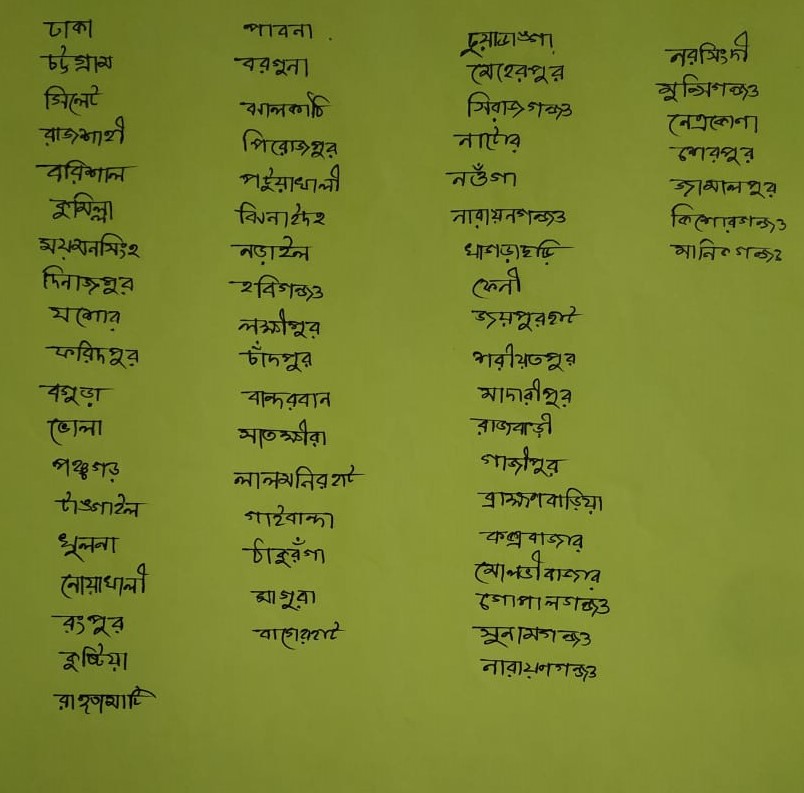 ঢাকা
চট্টগ্রাম
সিলেট
রাজশাহী
বরিশাল
কুমিল্লা
ময়মনসিংহ
দিনাজপুর
যশোর
ফরিদপুর
বগুড়া
ভোলা
পঞ্চগড়
টাঙ্গাইল
খুলনা
নোয়াখালী
রংপুর
কুষ্টিয়া
রাঙ্গামাটি
পাবনা
বরগুনা
ঝালকাঠি
পিরোজপুর
পটুয়াখালী
ঝিনাইদহ
নড়াইল
হবিগঞ্জ
লক্ষীপুর
চাঁদপুর
বান্দরবান
সাতক্ষীরা
লালমনিরহাট
গাইবান্ধা
ঠাকুরঁগা
মাগুরা
বাগেরহাট
চুয়াডাঙ্গা
মেহেরপুর
সিরাজগঞ্জ
নাটোর
নওঁগা
নারায়নগঞ্জ
খাগড়াছড়ি
ফেনী
জয়পুরহাট
শরীয়তপুর
মাদারীপুর
রাজবাড়ী
গাজীপুর
ব্রাহ্মণবাড়িয়া
কক্সবাজার
মৌলভীবাজার
গোপালগঞ্জ
সুনামগঞ্জ
নারায়ণগঞ্জ
নরসিংদী
মুন্সিগঞ্জ
নেত্রকোণা
শেরপুর
জামালপুর
কিশোরগঞ্জ
মানিকগঞ্জ